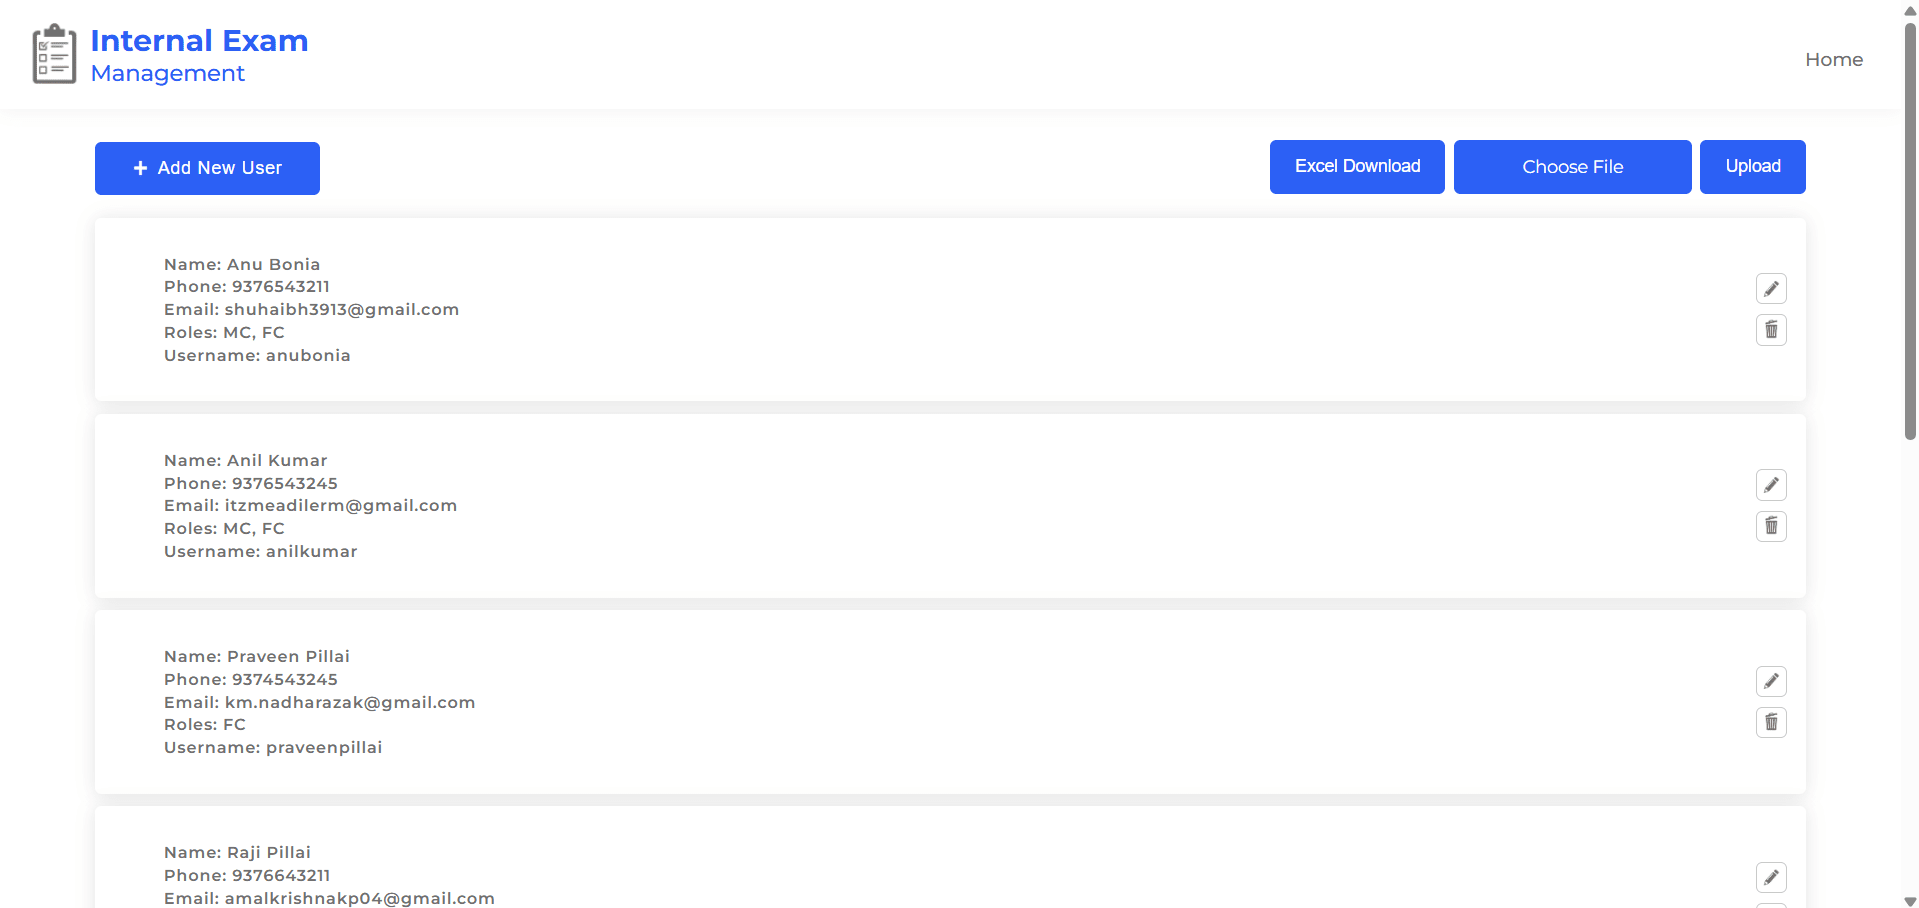 Internal Exam
Management
Home
+ Add New User
Excel Download
Choose File
Upload
Name: Anu Bonia
Phone: 9376543211
Email: shuhaibh3913@gmail.com
Roles: MC, FC
Username: anubonia
Name: Anil Kumar
Phone: 9376543245
Email: itzmeadilerm@gmail.com
Roles: MC, FC
Username: anilkumar
Name: Praveen Pillai
Phone: 9374543245
Email: km.nadharazak@gmail.com
Roles: FC
Username: praveenpillai
Name: Raji Pillai
Phone: 9376643211
Email: amalkrishnakp04@gmail.com